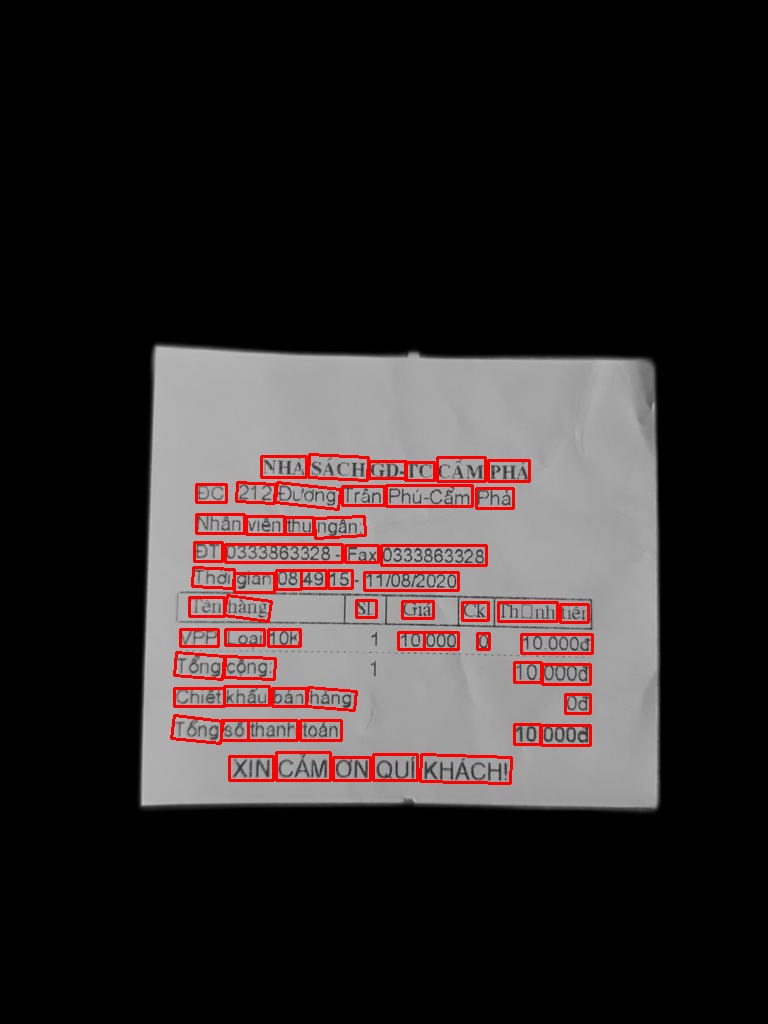 NHA SÁCH GD-TC CẨM PHẢ
ĐC 212 Đường Trần Phú-Cẩm Phả
Nhân viên thu ngân:
ĐT 0333863328 - Fax 0333863328
Thời gian 08 49 15 - 11/08/2020
Tên hàng SL Giá Ck Th□nh tiền
VPP Loại 10k 1 10.000 0 10.000đ
Tổng cộng: 1 10.000đ
Chiết khấu bán hàng 0đ
Tổng số thanh toán 10.000đ
XIN CẢM ƠN QUÍ KHÁCH!